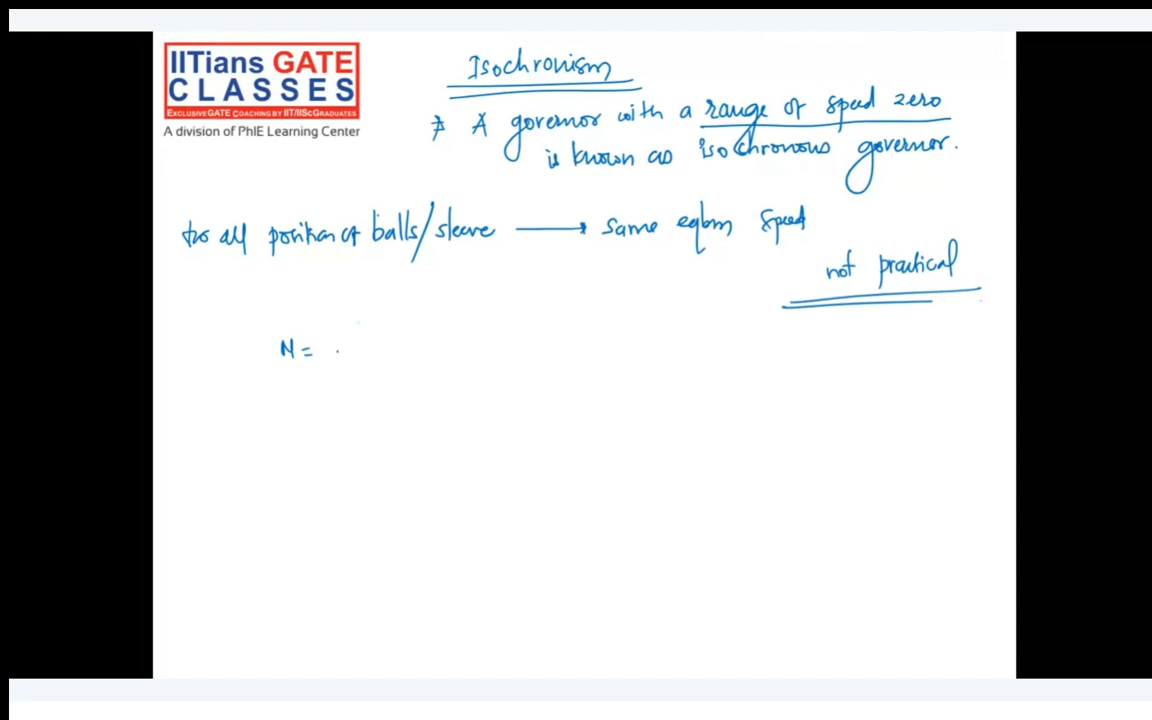 IITians GATE
CLASSES
EXCLUSIVE GATE COACHING BY IIT/IISC GRADUATES
A division of PhIE Learning Center
Isochronism
* A governor with a range of speed zero
is known as isochronous governor.
for all position of balls/sleeve → same eqbm speed
not practical
N = .